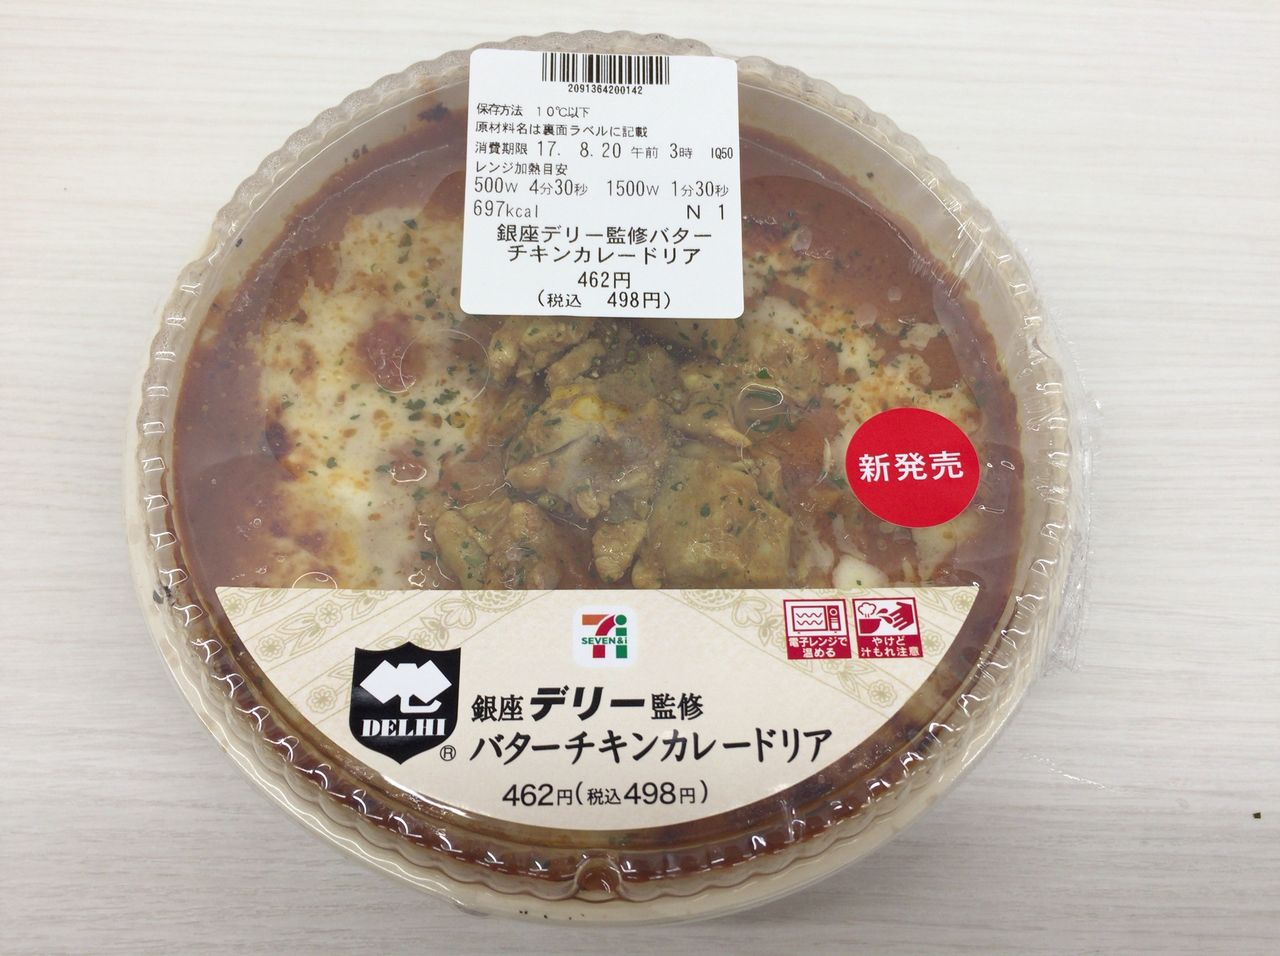 2091364200142
保存方法 10℃以下
原材料名は裏面ラベルに記載
消費期限 17. 8.20 午前 3時 IQ50
レンジ加熱目安
500W 4分30秒 1500W 1分30秒
697kcal N 1
銀座デリー監修バター
チキンカレードリア
462円
(税込 498円)
新発売
SEVEN&i
電子レンジで
温める
やけど
汁もれ注意
DELHI
®
銀座デリー監修
バターチキンカレードリア
462円(税込498円)